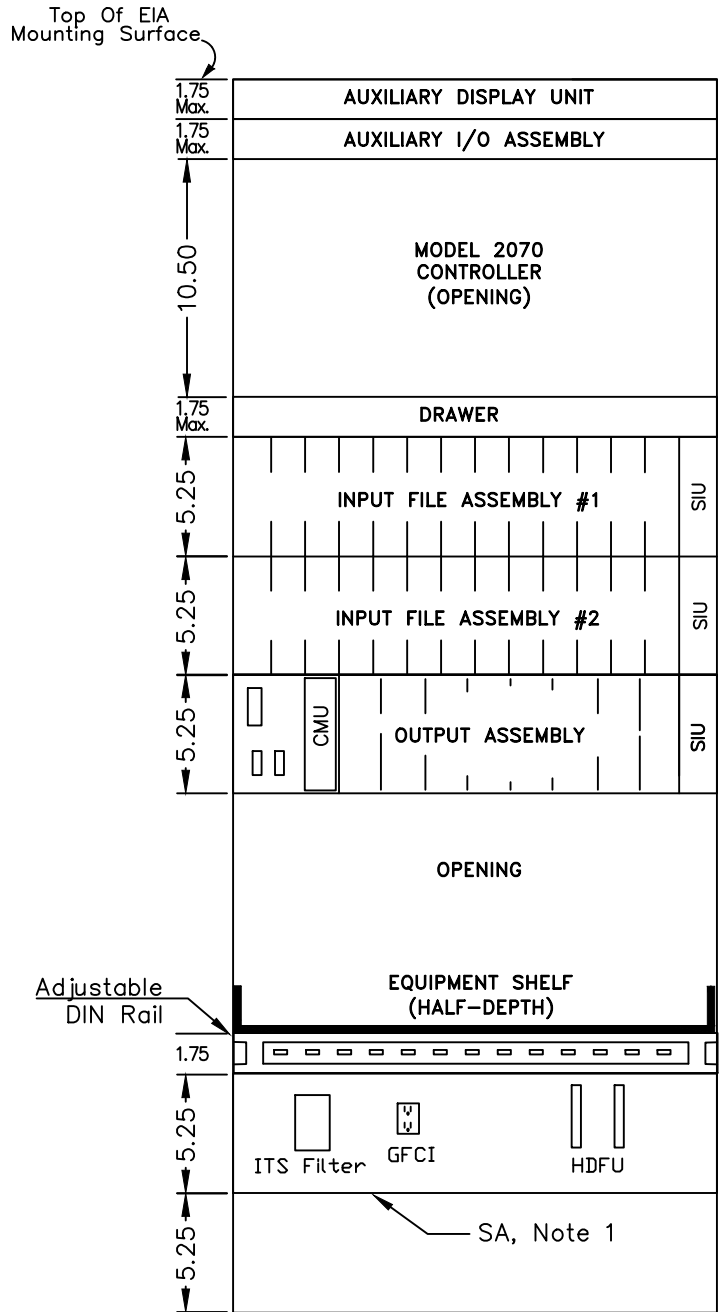 Top Of EIA
Mounting Surface
1.75
Max.
AUXILIARY DISPLAY UNIT
1.75
Max.
AUXILIARY I/O ASSEMBLY
10.50
MODEL 2070
CONTROLLER
(OPENING)
1.75
Max.
DRAWER
5.25
INPUT FILE ASSEMBLY #1
SIU
5.25
INPUT FILE ASSEMBLY #2
SIU
5.25
CMU
OUTPUT ASSEMBLY
SIU
OPENING
EQUIPMENT SHELF
(HALF-DEPTH)
Adjustable
DIN Rail
1.75
5.25
ITS Filter
GFCI
HDFU
SA, Note 1
5.25